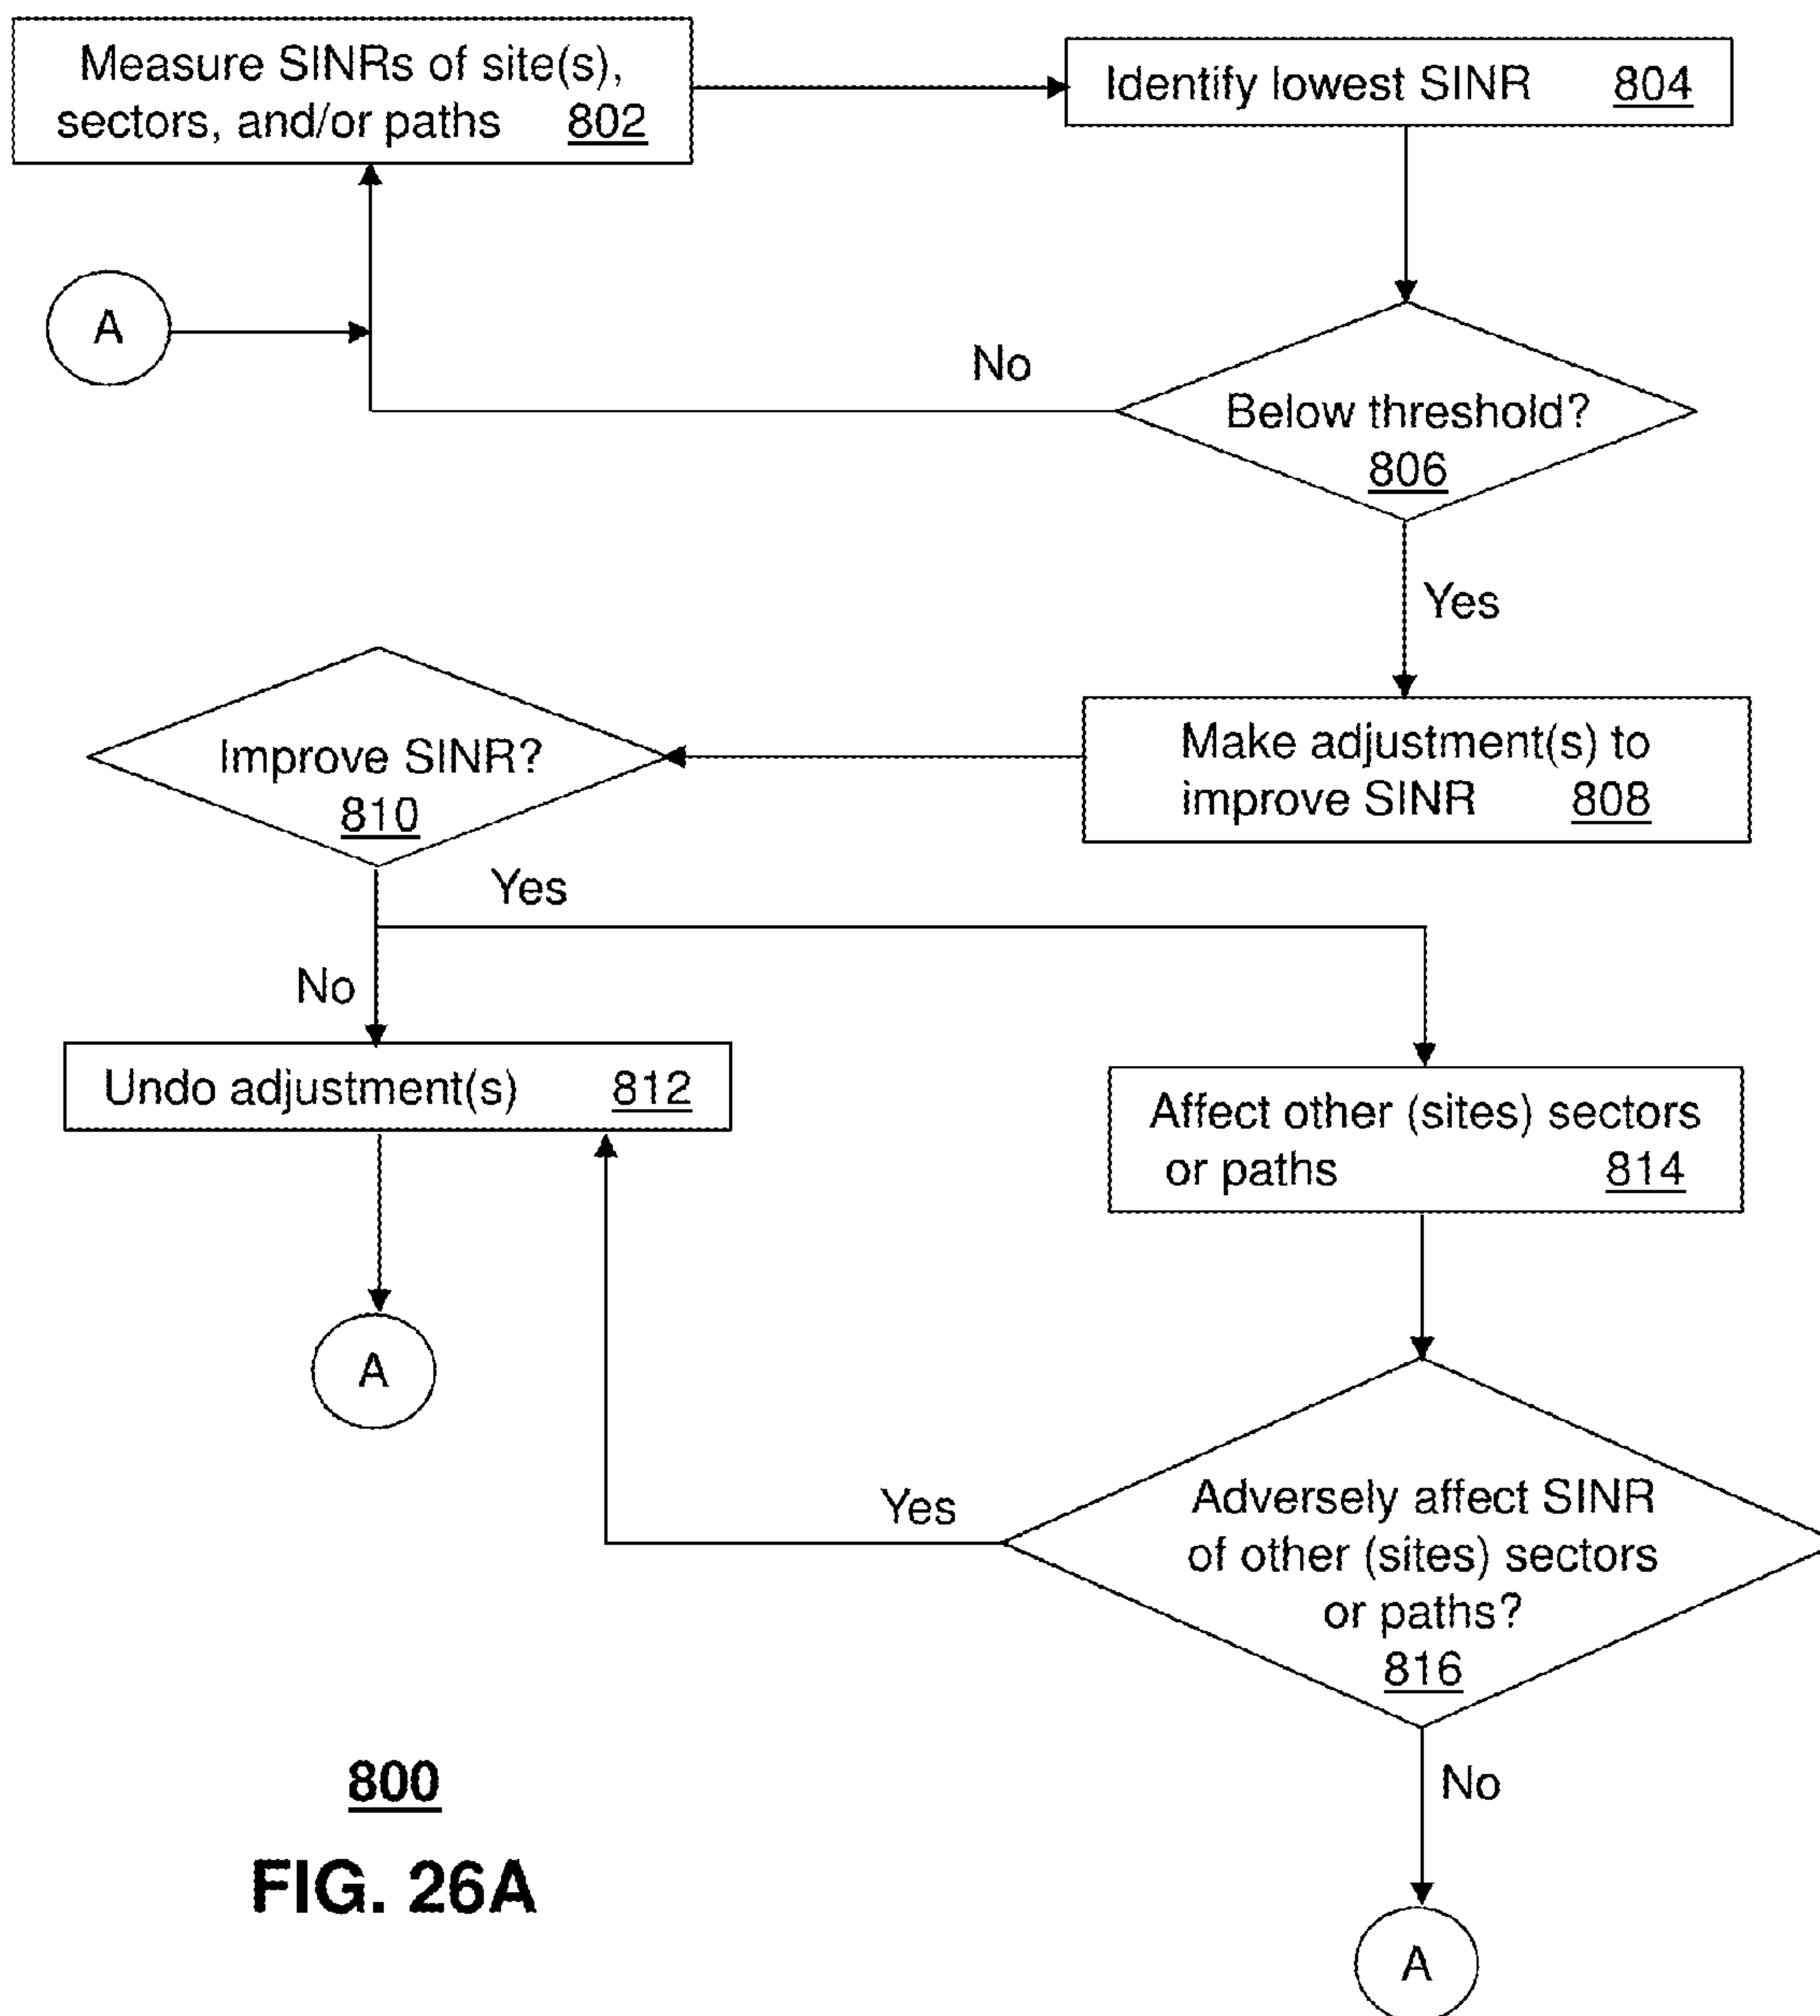 Measure SINRs of site(s),
sectors, and/or paths 802
Identify lowest SINR 804
A
No
Below threshold?
806
Yes
Improve SINR?
810
Make adjustment(s) to
improve SINR 808
Yes
No
Undo adjustment(s) 812
Affect other (sites) sectors
or paths 814
A
Yes
Adversely affect SINR
of other (sites) sectors
or paths?
816
No
800
FIG. 26A
A